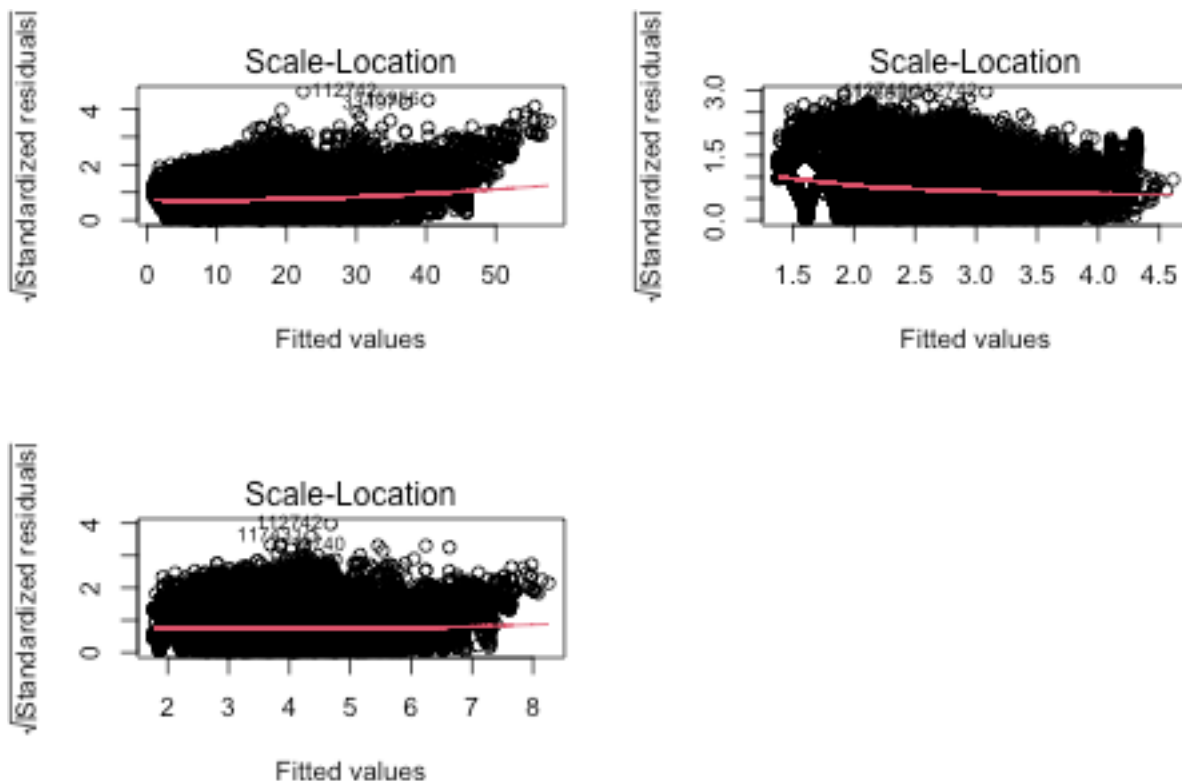 Scale-Location
√|Standardized residuals|
4
2
0
112742
0 10 20 30 40 50
Fitted values
Scale-Location
√|Standardized residuals|
3.0
1.5
0.0
1.5 2.0 2.5 3.0 3.5 4.0 4.5
Fitted values
Scale-Location
√|Standardized residuals|
4
2
0
112742
2 3 4 5 6 7 8
Fitted values